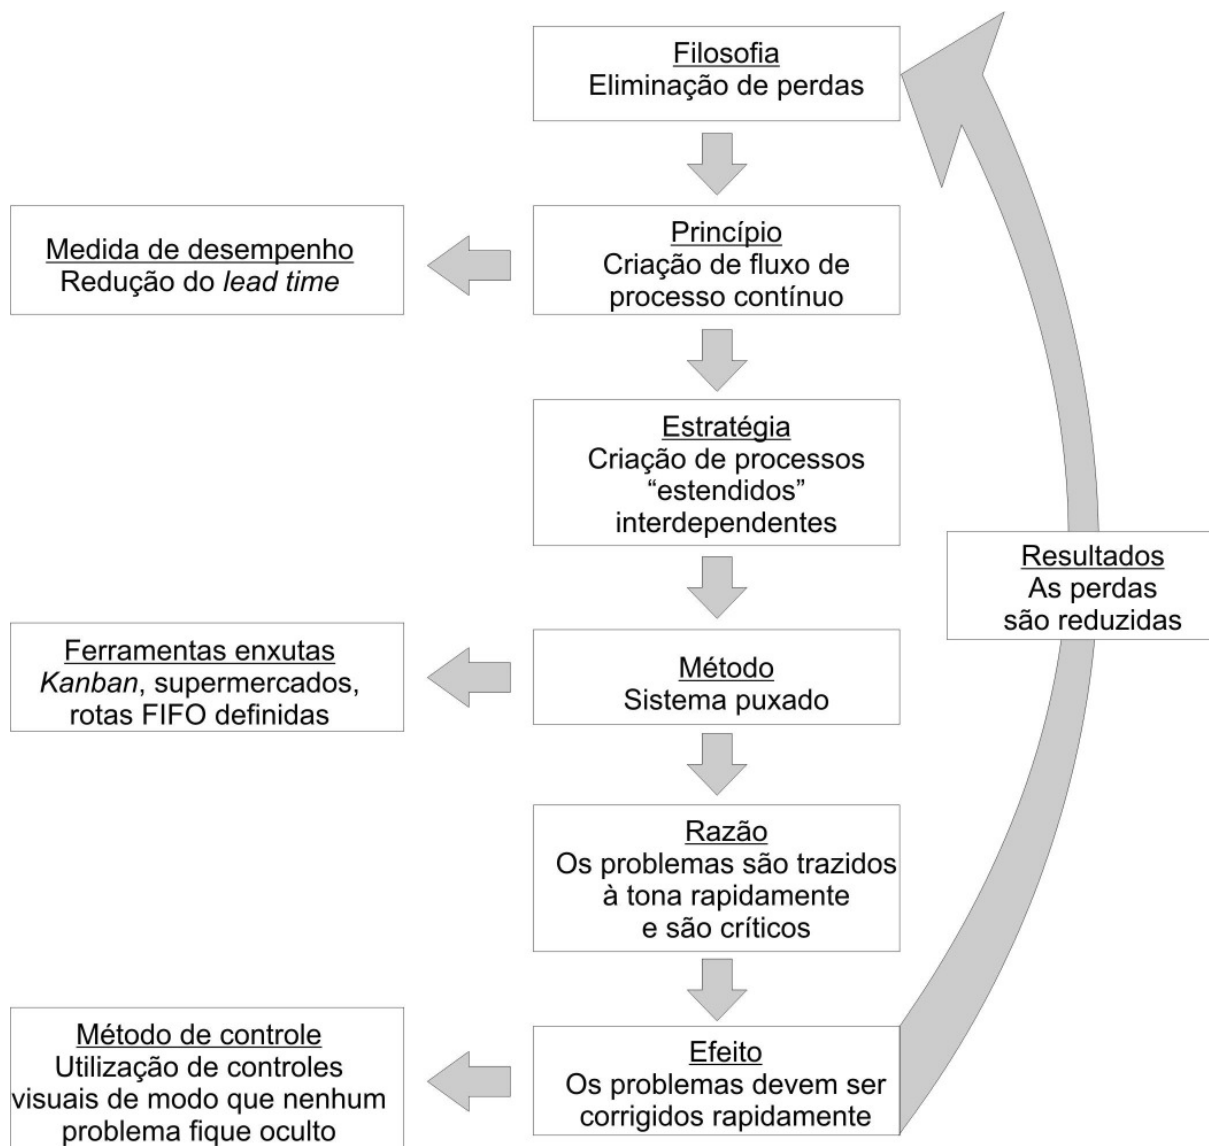 Filosofia
Eliminação de perdas
Medida de desempenho
Redução do lead time
Princípio
Criação de fluxo de
processo contínuo
Estratégia
Criação de processos
“estendidos”
interdependentes
Resultados
As perdas
são reduzidas
Ferramentas enxutas
Kanban, supermercados,
rotas FIFO definidas
Método
Sistema puxado
Razão
Os problemas são trazidos
à tona rapidamente
e são críticos
Método de controle
Utilização de controles
visuais de modo que nenhum
problema fique oculto
Efeito
Os problemas devem ser
corrigidos rapidamente